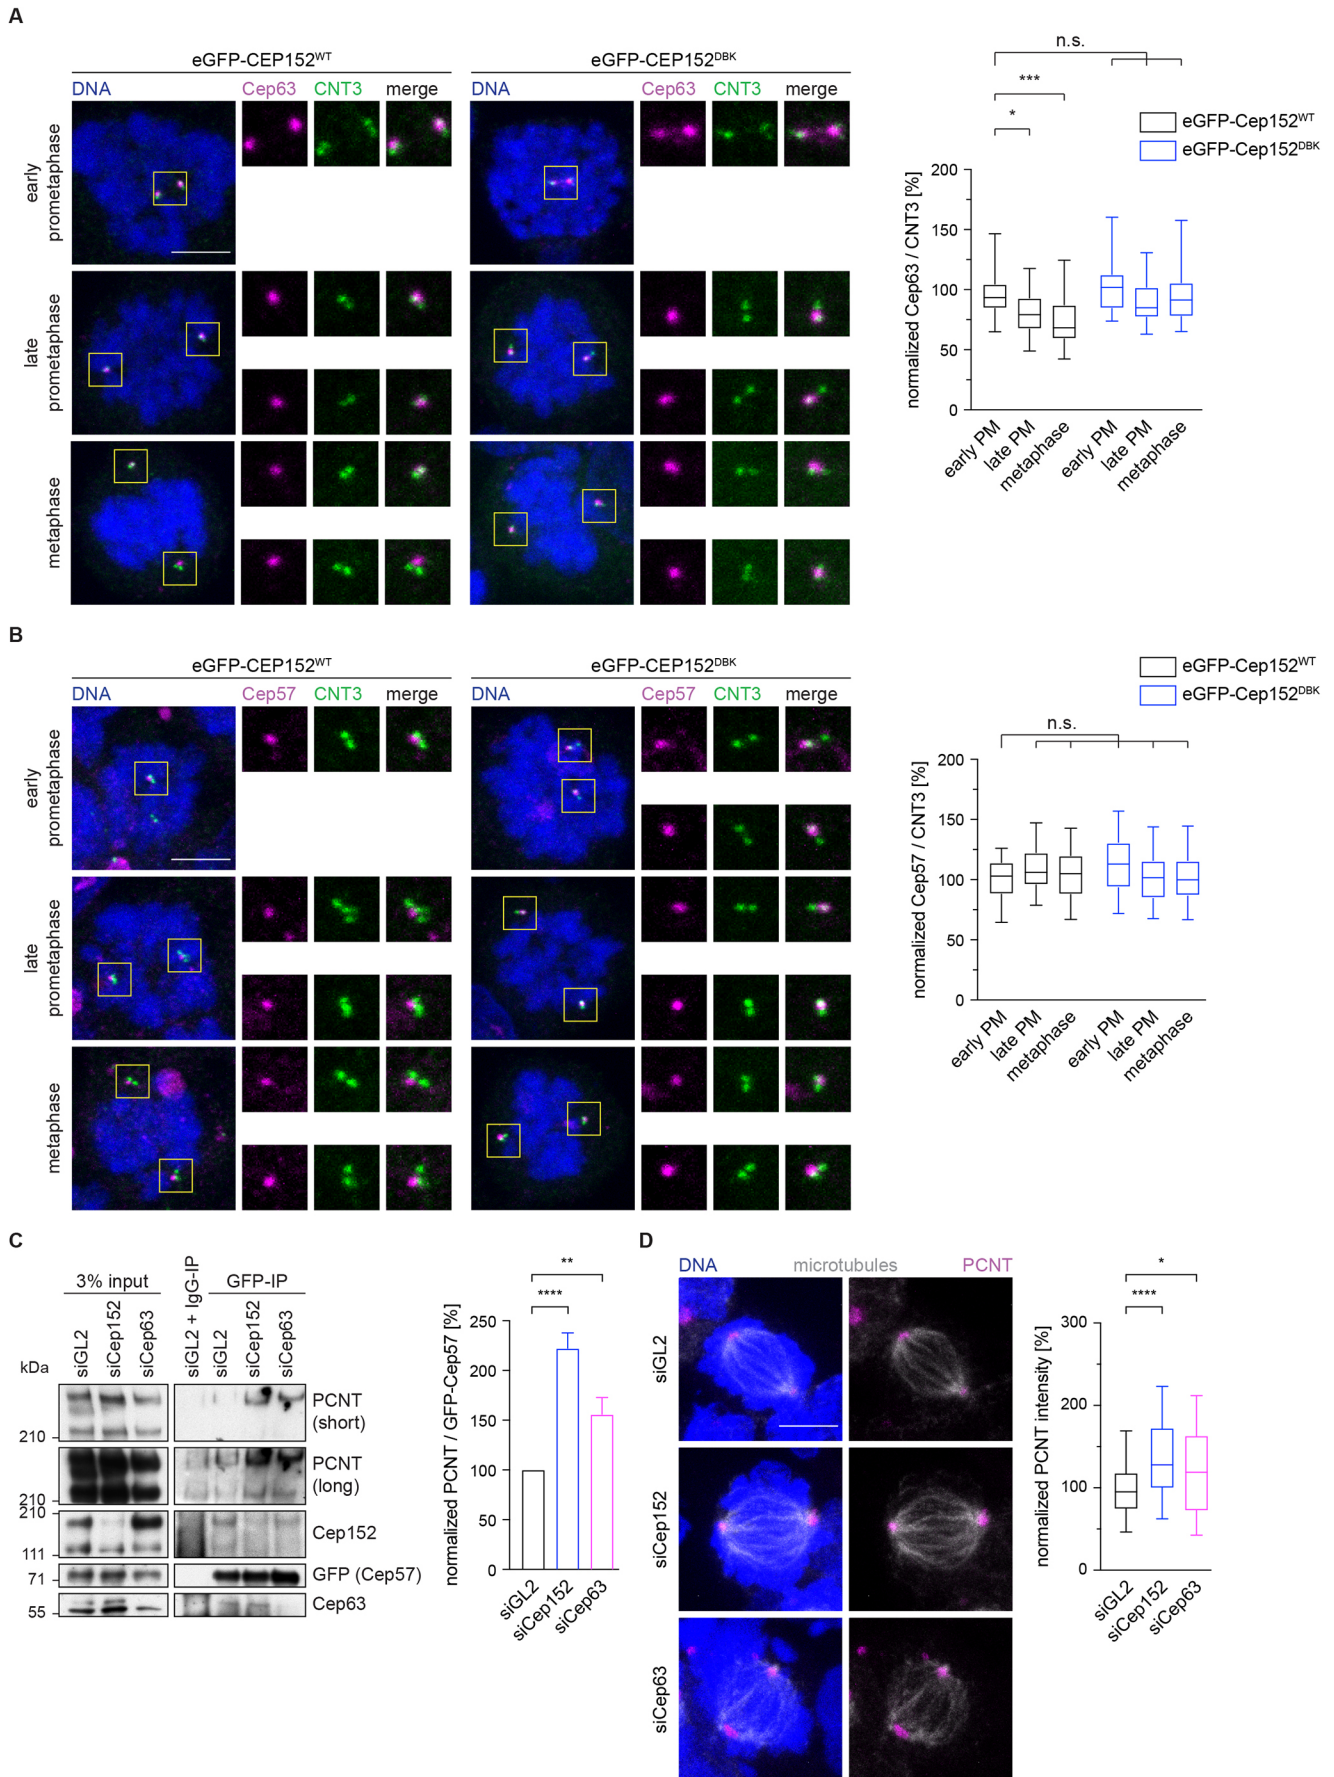 A
eGFP-CEP152WT
eGFP-CEP152DBK
DNA Cep63 CNT3 merge
DNA Cep63 CNT3 merge
early prometaphase
late prometaphase
metaphase
n.s.
***
*
eGFP-Cep152WT
eGFP-Cep152DBK
normalized Cep63 / CNT3 [%]
200
150
100
50
0
early PM
late PM
metaphase
early PM
late PM
metaphase
B
eGFP-CEP152WT
eGFP-CEP152DBK
DNA Cep57 CNT3 merge
DNA Cep57 CNT3 merge
early prometaphase
late prometaphase
metaphase
eGFP-Cep152WT
eGFP-Cep152DBK
n.s.
normalized Cep57 / CNT3 [%]
200
150
100
50
0
early PM
late PM
metaphase
early PM
late PM
metaphase
C
3% input
siGL2 + IgG-IP
GFP-IP
kDa
siGL2
siCep152
siCep63
siGL2
siCep152
siCep63
PCNT
(short)
210
PCNT
(long)
210
210
Cep152
111
GFP (Cep57)
71
Cep63
55
**
****
normalized PCNT / GFP-Cep57 [%]
250
200
150
100
50
0
siGL2
siCep152
siCep63
D
DNA microtubules PCNT
siGL2
siCep152
siCep63
*
****
normalized PCNT intensity [%]
300
200
100
0
siGL2
siCep152
siCep63